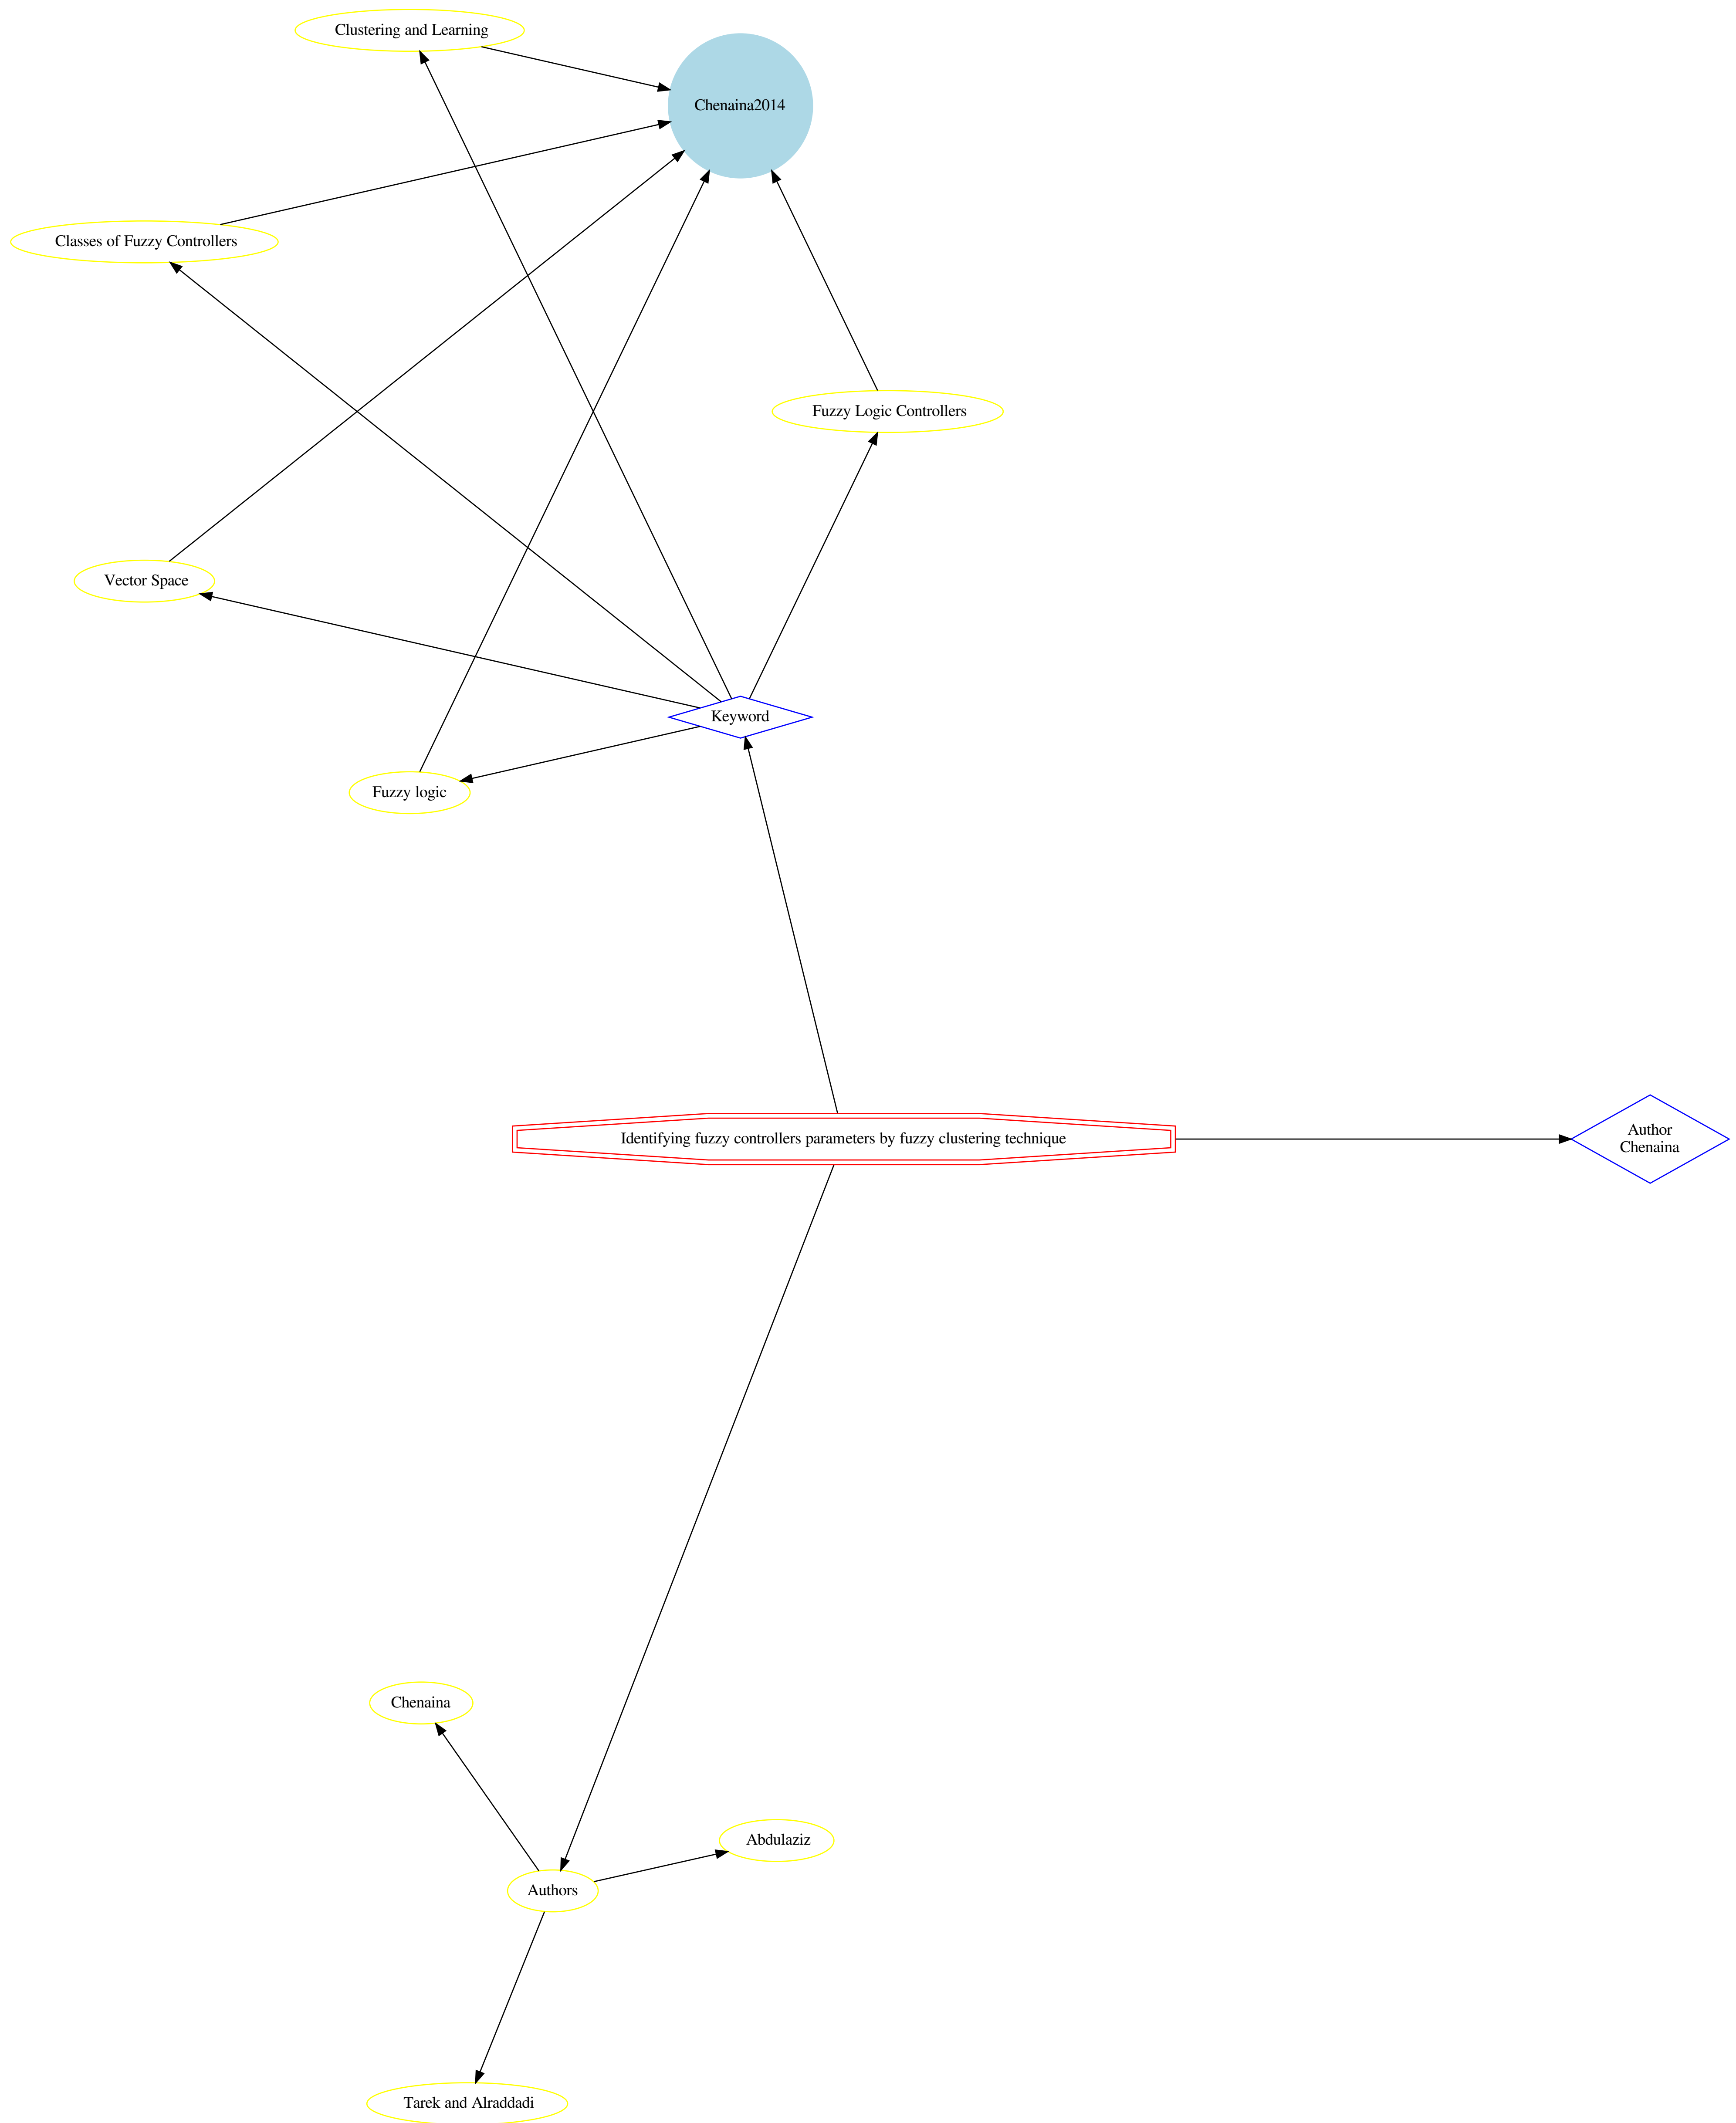 Clustering and Learning
Chenaina2014
Classes of Fuzzy Controllers
Fuzzy Logic Controllers
Vector Space
Keyword
Fuzzy logic
Identifying fuzzy controllers parameters by fuzzy clustering technique
Author
Chenaina
Chenaina
Abdulaziz
Authors
Tarek and Alraddadi